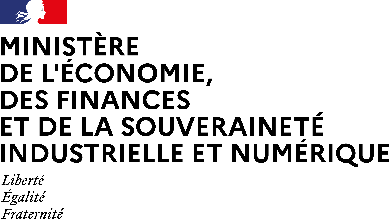 MINISTÈRE
DE L'ÉCONOMIE,
DES FINANCES
ET DE LA SOUVERAINETÉ
INDUSTRIELLE ET NUMÉRIQUE
Liberté
Égalité
Fraternité